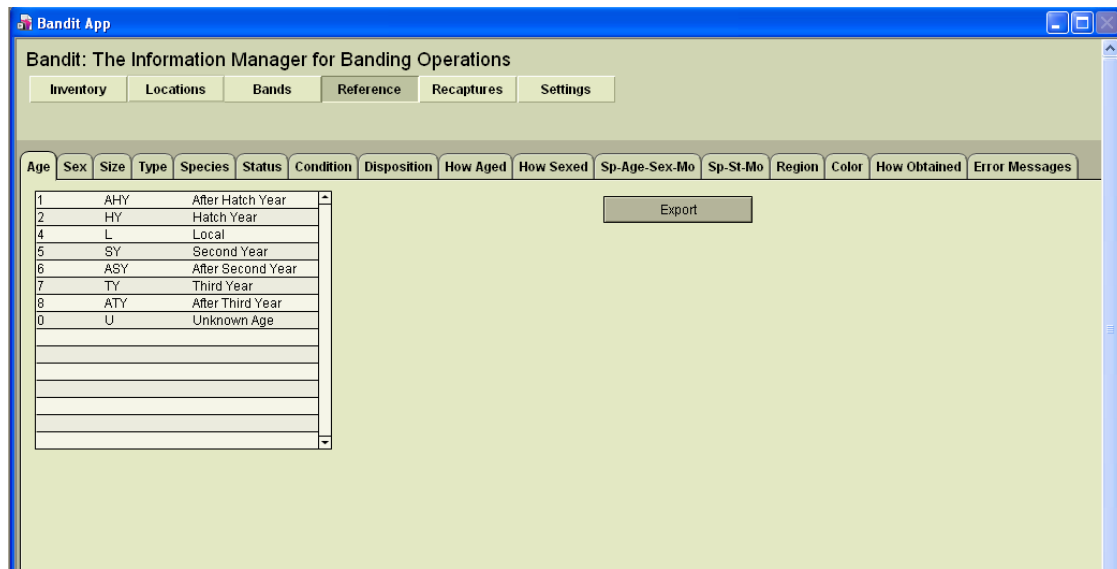 Bandit App
Bandit: The Information Manager for Banding Operations
Inventory Locations Bands Reference Recaptures Settings
Age Sex Size Type Species Status Condition Disposition How Aged How Sexed Sp-Age-Sex-Mo Sp-St-Mo Region Color How Obtained Error Messages
1 AHY After Hatch Year
2 HY Hatch Year
4 L Local
5 SY Second Year
6 ASY After Second Year
7 TY Third Year
8 ATY After Third Year
0 U Unknown Age
Export